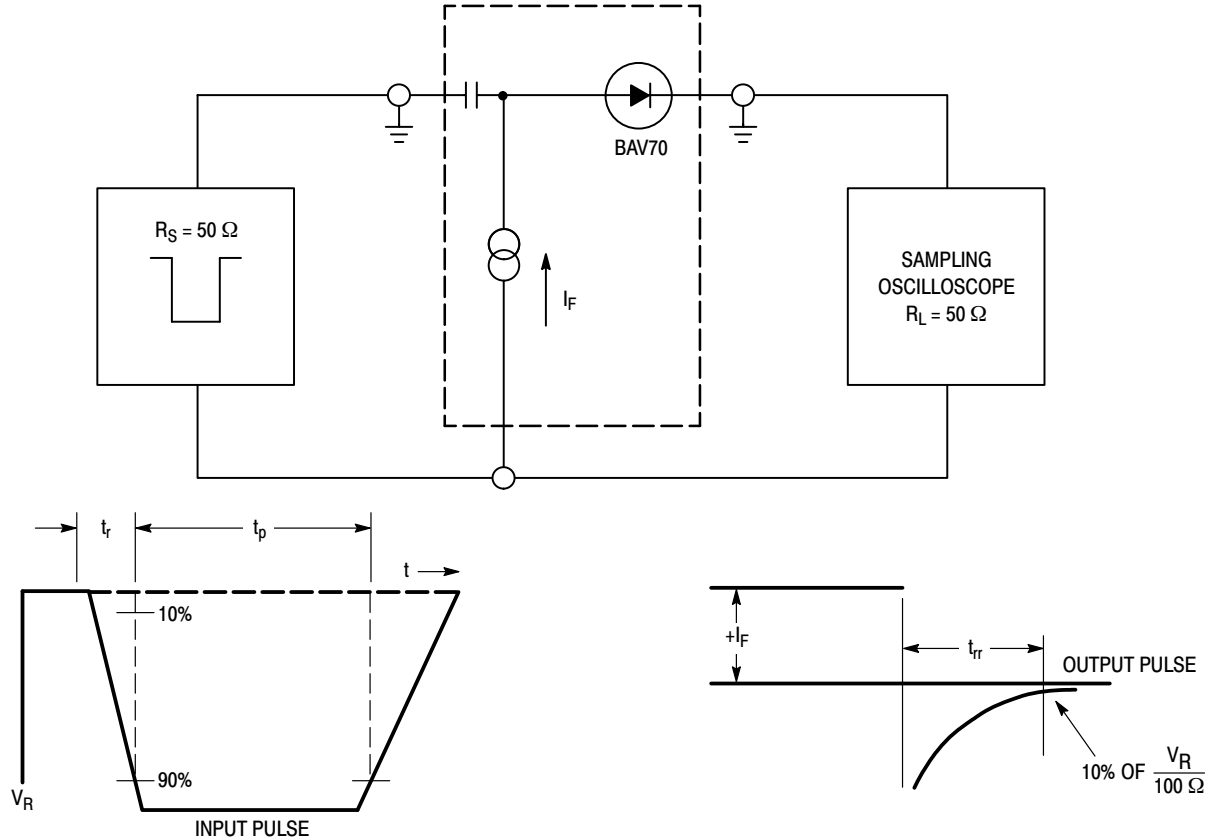 BAV70
R_S = 50 Ω
I_F
SAMPLING
OSCILLOSCOPE
R_L = 50 Ω
t_r
t_p
t
10%
90%
V_R
INPUT PULSE
+I_F
t_rr
OUTPUT PULSE
10% OF V_R / 100 Ω